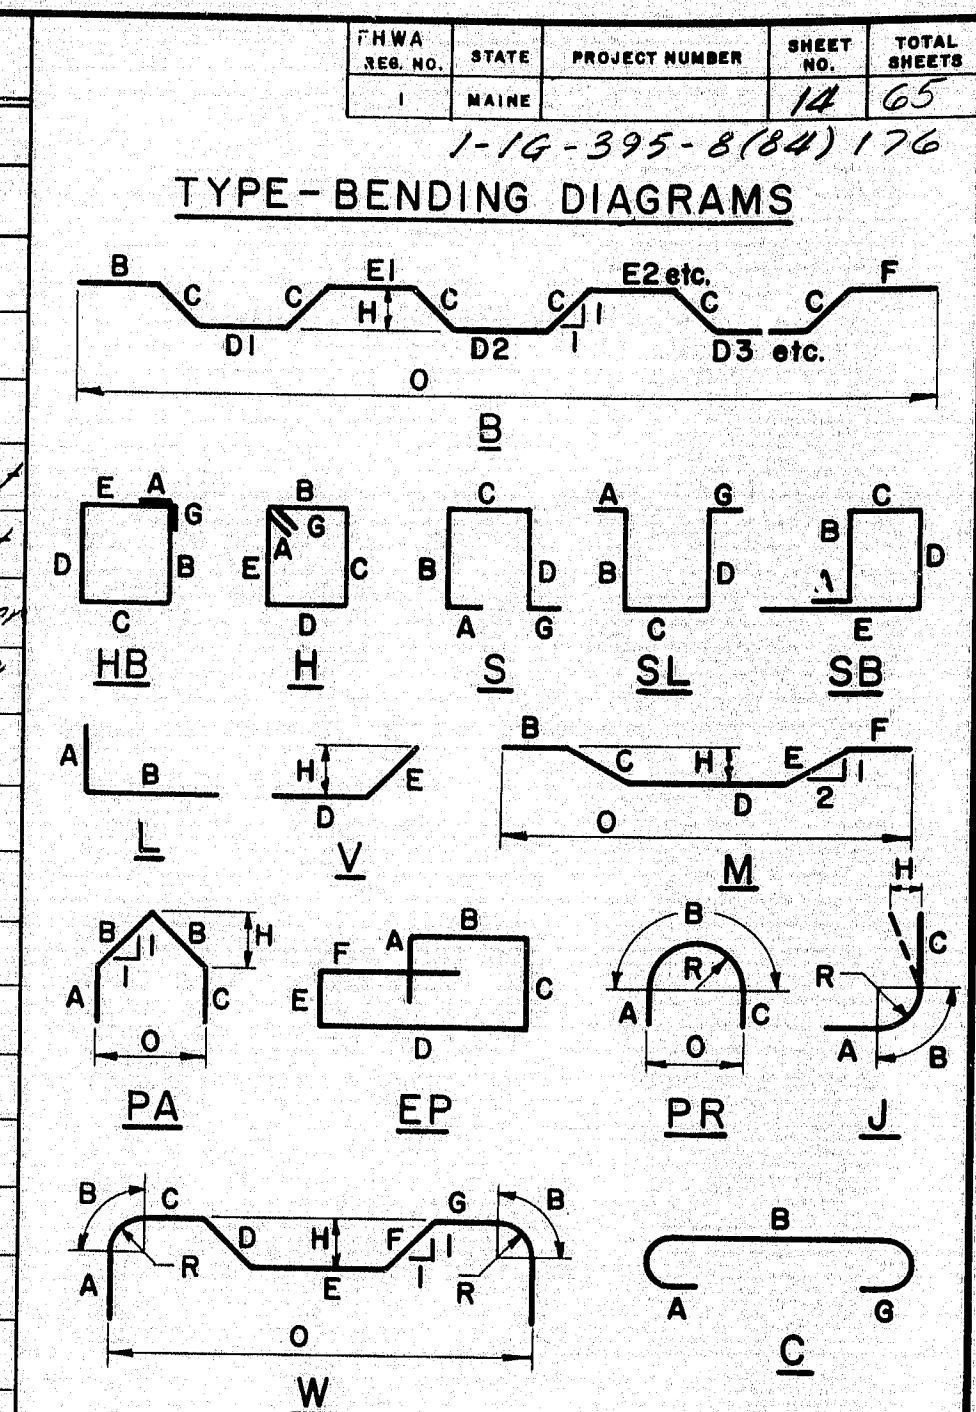 FHWA REG. NO. STATE PROJECT NUMBER SHEET NO. TOTAL SHEETS
1 MAINE 14 65
1-1G-395-8(84) 176
TYPE-BENDING DIAGRAMS
B E1 E2 etc. F
C C H C C 1 C C
D1 D2 1 D3 etc.
O
B
E A B C A G C
G G B
D B A E C B D B D D
C D A G C E
HB H S SL SB
A B H E B C H E 1 F
D D 2
O
L V M
H
B 1 B H A B B C
F R R
A 1 C E C A C
O D O A B
PA EP PR J
B C G B B
D H F 1
A R E 1 R A G
O
C
W